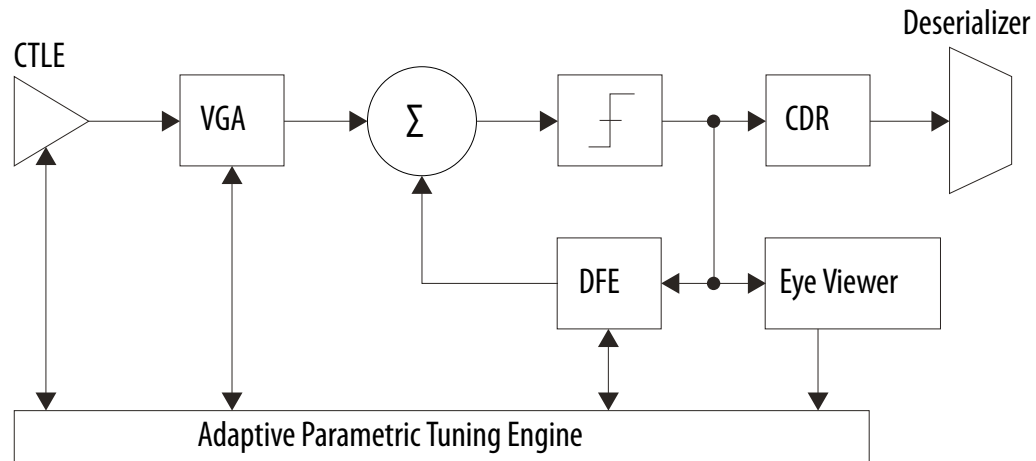 Deserializer
CTLE
VGA
Σ
CDR
DFE
Eye Viewer
Adaptive Parametric Tuning Engine